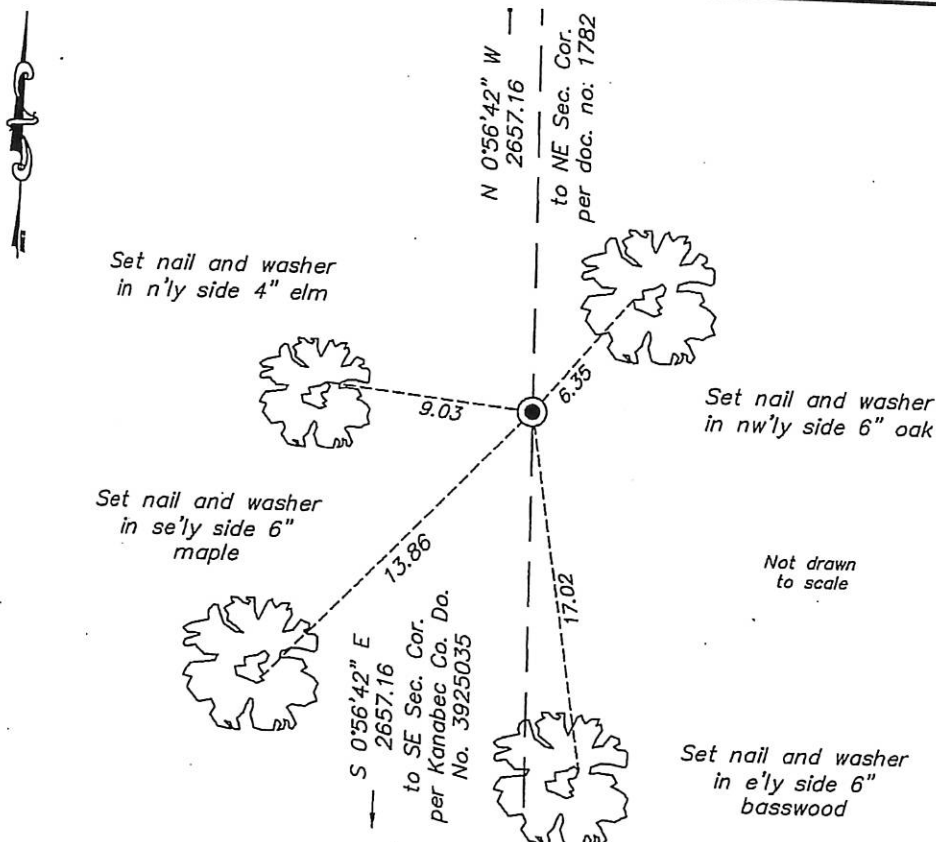 N 0°56'42" W
2657.16
to NE Sec. Cor.
per doc. no: 1782
Set nail and washer
in n'ly side 4" elm
6.35
9.03
Set nail and washer
in nw'ly side 6" oak
Set nail and washer
in se'ly side 6"
maple
13.86
17.02
Not drawn
to scale
S 0°56'42" E
2657.16
to SE Sec. Cor.
per Kanabec Co. Do.
No. 3925035
Set nail and washer
in e'ly side 6"
basswood